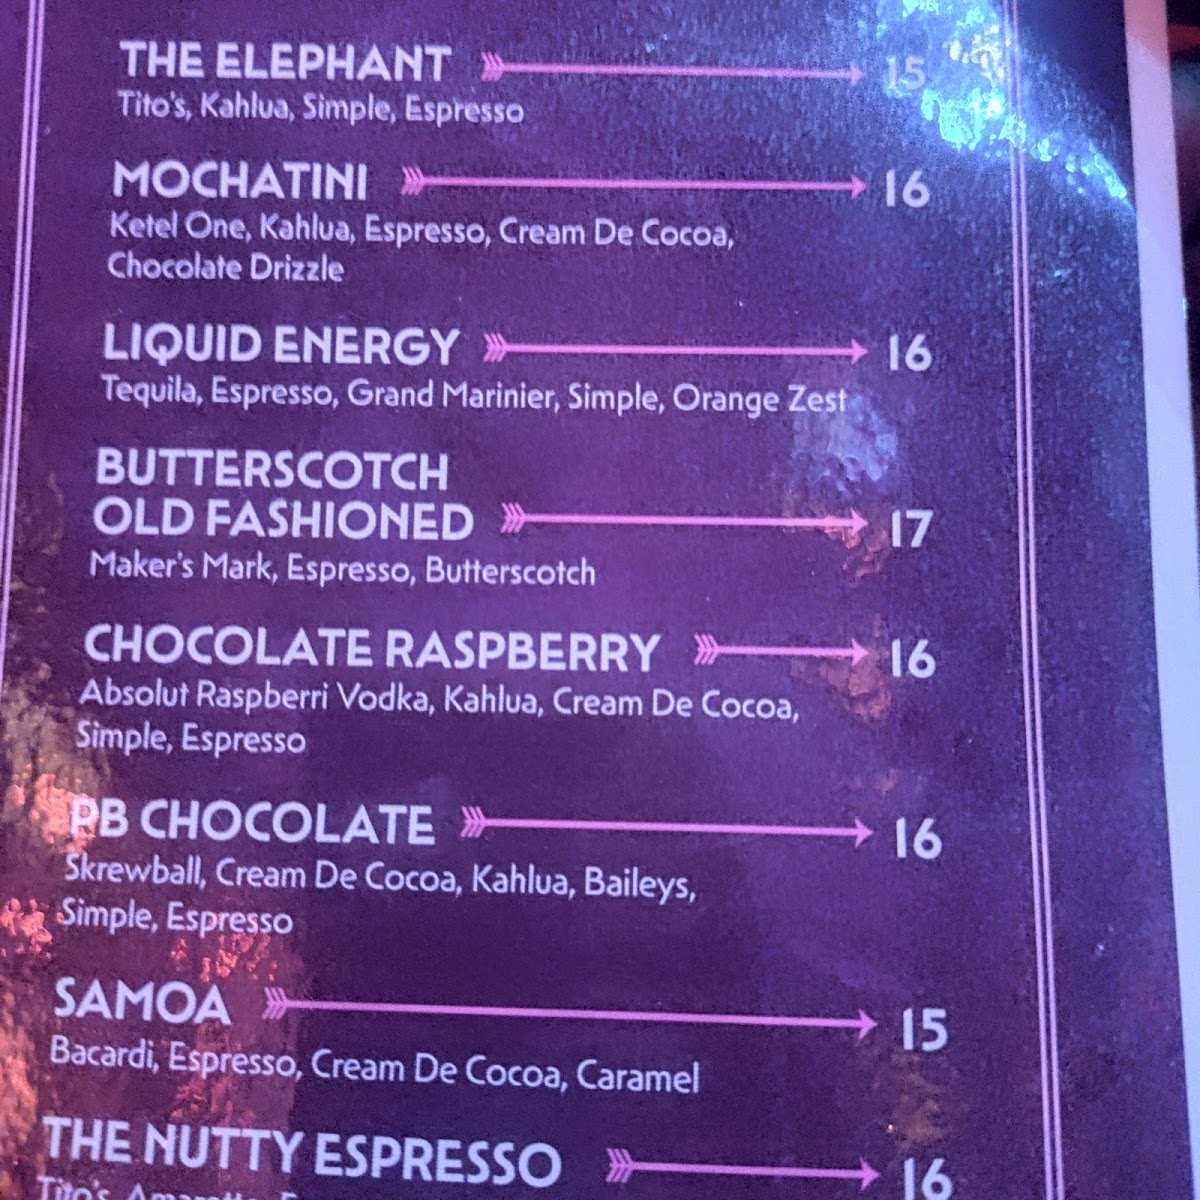 THE ELEPHANT 15
Tito's, Kahlua, Simple, Espresso
MOCHATINI 16
Ketel One, Kahlua, Espresso, Cream De Cocoa,
Chocolate Drizzle
LIQUID ENERGY 16
Tequila, Espresso, Grand Marinier, Simple, Orange Zest
BUTTERSCOTCH
OLD FASHIONED 17
Maker's Mark, Espresso, Butterscotch
CHOCOLATE RASPBERRY 16
Absolut Raspberri Vodka, Kahlua, Cream De Cocoa,
Simple, Espresso
PB CHOCOLATE 16
Skrewball, Cream De Cocoa, Kahlua, Baileys,
Simple, Espresso
SAMOA 15
Bacardi, Espresso, Cream De Cocoa, Caramel
THE NUTTY ESPRESSO 16
Tito's, Amaretto,